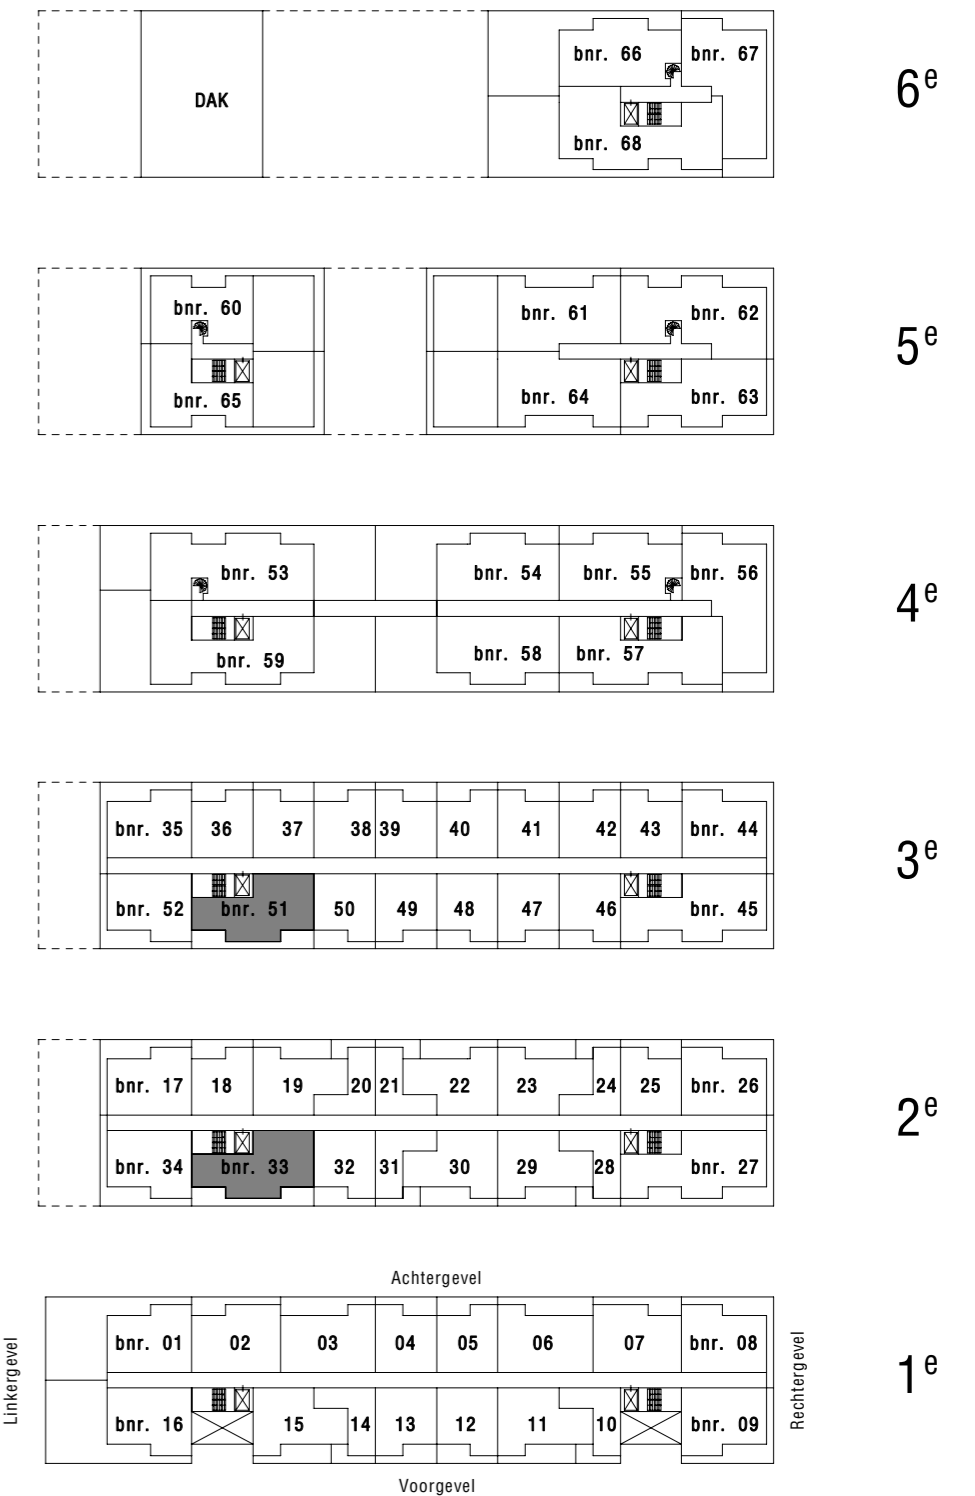 bnr. 66 bnr. 67
6e
DAK
bnr. 68
bnr. 60 bnr. 61 bnr. 62
5e
bnr. 65 bnr. 64 bnr. 63
bnr. 53 bnr. 54 bnr. 55 bnr. 56
4e
bnr. 59 bnr. 58 bnr. 57
bnr. 35 36 37 38 39 40 41 42 43 bnr. 44
3e
bnr. 52 bnr. 51 50 49 48 47 46 bnr. 45
bnr. 17 18 19 20 21 22 23 24 25 bnr. 26
2e
bnr. 34 bnr. 33 32 31 30 29 28 bnr. 27
Achtergevel
bnr. 01 02 03 04 05 06 07 bnr. 08
Linkergevel
Rechtergevel
1e
bnr. 16 15 14 13 12 11 10 bnr. 09
Voorgevel